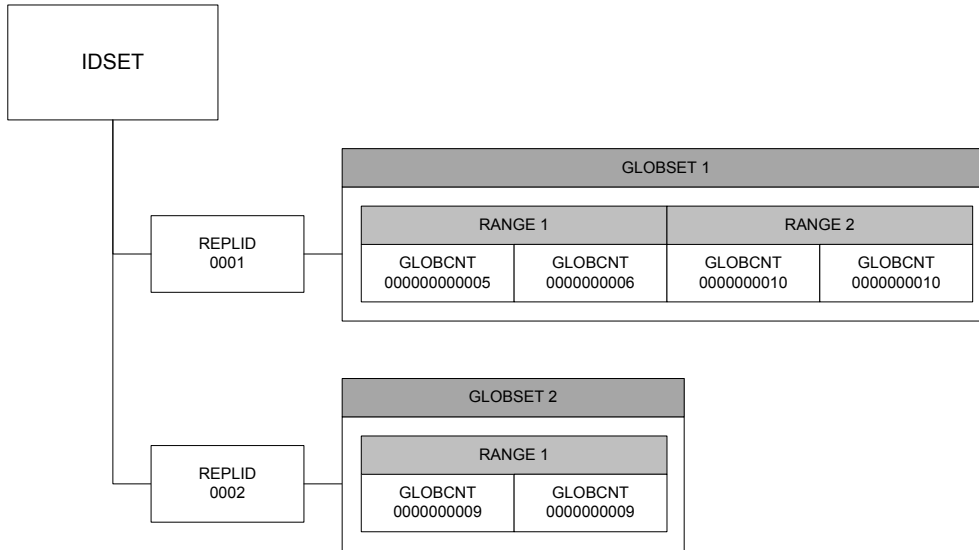 IDSET
GLOBSET 1
RANGE 1 RANGE 2
REPLID
0001
GLOBCNT GLOBCNT GLOBCNT GLOBCNT
000000000005 0000000006 0000000010 0000000010
GLOBSET 2
RANGE 1
REPLID
0002
GLOBCNT GLOBCNT
0000000009 0000000009